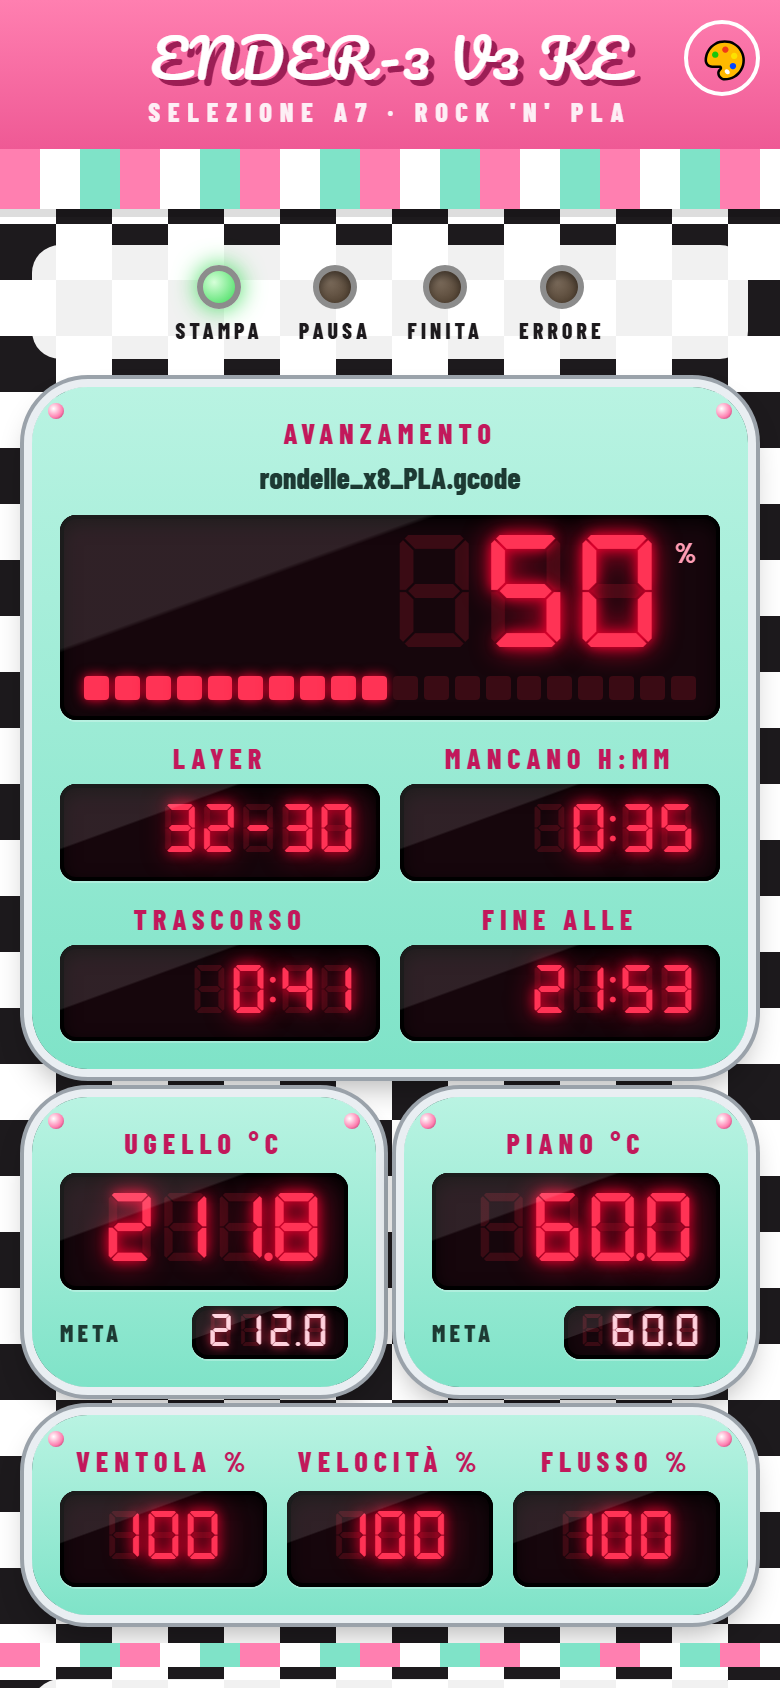 ENDER-3 V3 KE
SELEZIONE A7 · ROCK 'N' PLA
STAMPA PAUSA FINITA ERRORE
AVANZAMENTO
rondelle_x8_PLA.gcode
50 %
LAYER MANCANO H:MM
32-30 0:35
TRASCORSO FINE ALLE
0:41 21:53
UGELLO °C PIANO °C
211.8 60.0
META 212.0 META 60.0
VENTOLA % VELOCITÀ % FLUSSO %
100 100 100